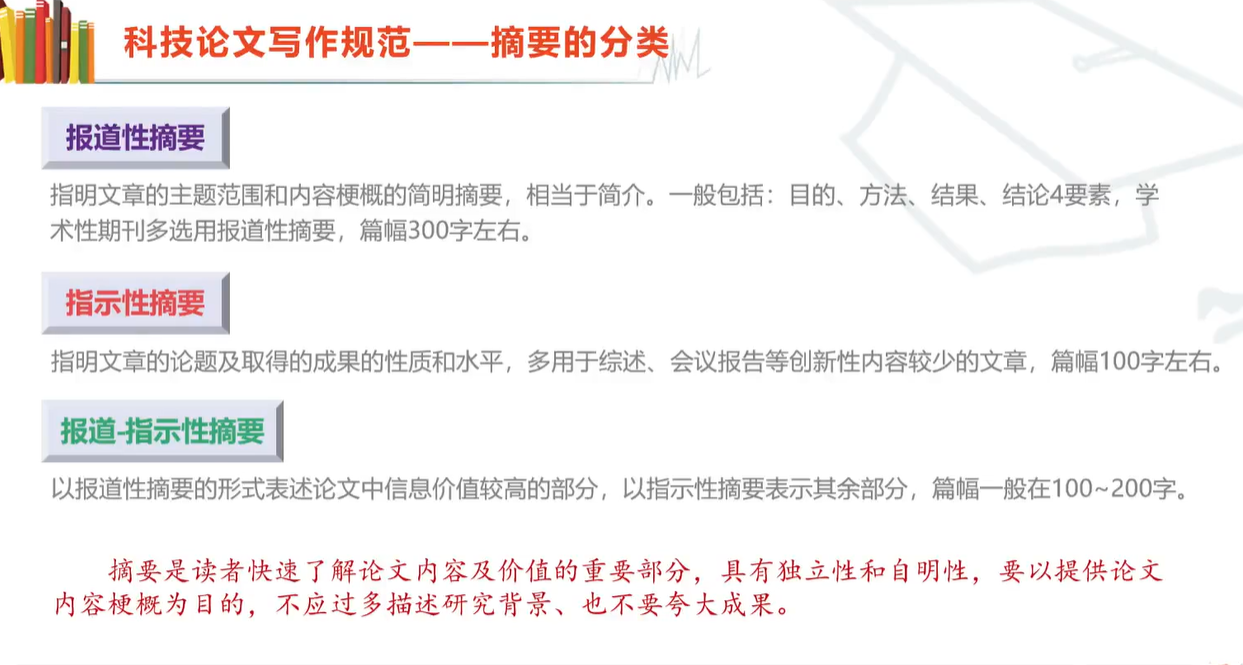 科技论文写作规范——摘要的分类
报道性摘要
指明文章的主题范围和内容梗概的简明摘要，相当于简介。一般包括：目的、方法、结果、结论4要素，学
术性期刊多选用报道性摘要，篇幅300字左右。
指示性摘要
指明文章的论题及取得的成果的性质和水平，多用于综述、会议报告等创新性内容较少的文章，篇幅100字左右。
报道-指示性摘要
以报道性摘要的形式表述论文中信息价值较高的部分，以指示性摘要表示其余部分，篇幅一般在100~200字。
摘要是读者快速了解论文内容及价值的重要部分，具有独立性和自明性，要以提供论文
内容梗概为目的，不应过多描述研究背景、也不要夸大成果。